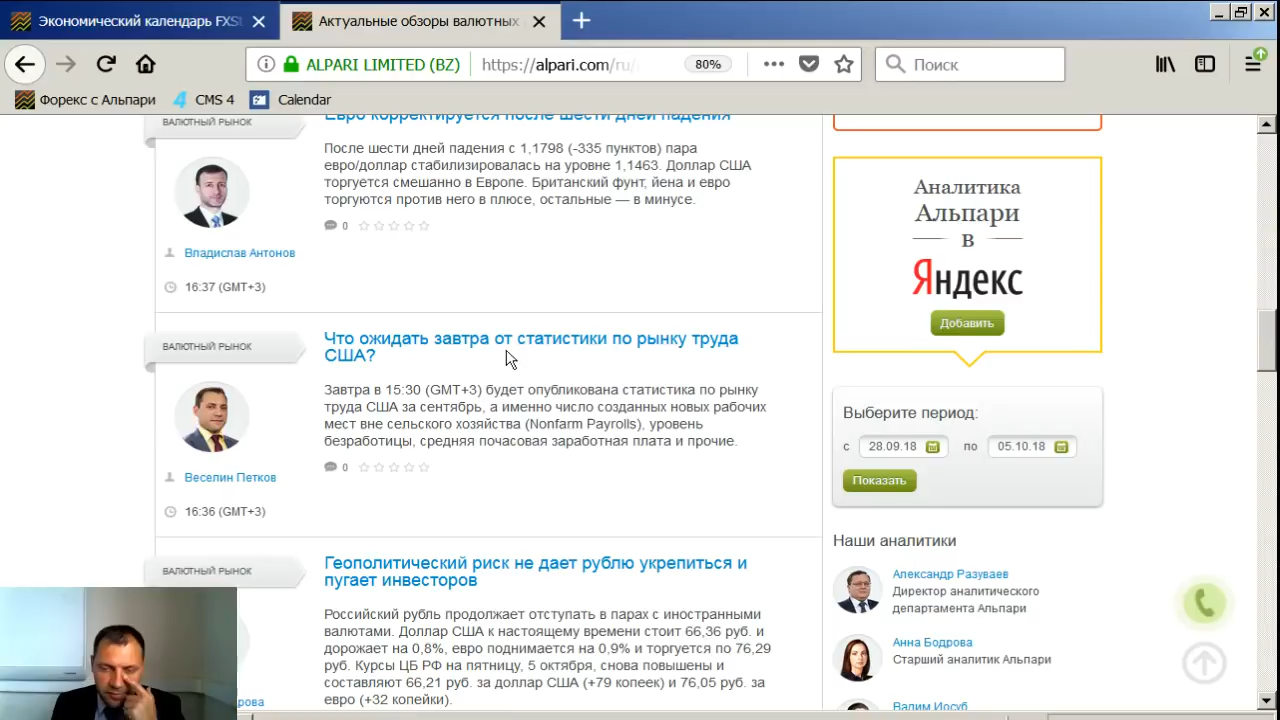 Экономический календарь FXS
Актуальные обзоры валютных
ALPARI LIMITED (BZ)
https://alpari.com/ru/
80%
Поиск
Форекс с Альпари
CMS 4
Calendar
ВАЛЮТНЫЙ РЫНОК
Евро корректируется после шести дней падения
После шести дней падения с 1,1798 (-335 пунктов) пара
евро/доллар стабилизировалась на уровне 1,1463. Доллар США
торгуется смешанно в Европе. Британский фунт, йена и евро
торгуются против него в плюсе, остальные — в минусе.
0
Владислав Антонов
16:37 (GMT+3)
ВАЛЮТНЫЙ РЫНОК
Что ожидать завтра от статистики по рынку труда
США?
Завтра в 15:30 (GMT+3) будет опубликована статистика по рынку
труда США за сентябрь, а именно число созданных новых рабочих
мест вне сельского хозяйства (Nonfarm Payrolls), уровень
безработицы, средняя почасовая заработная плата и прочие.
0
Веселин Петков
16:36 (GMT+3)
ВАЛЮТНЫЙ РЫНОК
Геополитический риск не дает рублю укрепиться и
пугает инвесторов
Российский рубль продолжает отступать в парах с иностранными
валютами. Доллар США к настоящему времени стоит 66,36 руб. и
дорожает на 0,8%, евро поднимается на 0,9% и торгуется по 76,29
руб. Курсы ЦБ РФ на пятницу, 5 октября, снова повышены и
составляют 66,21 руб. за доллар США (+79 копеек) и 76,05 руб. за
евро (+32 копейки).
рова
Аналитика
Альпари
в
Яндекс
Добавить
Выберите период:
с 28.09.18 по 05.10.18
Показать
Наши аналитики
Александр Разуваев
Директор аналитического
департамента Альпари
Анна Бодрова
Старший аналитик Альпари
Вадим Иосуб